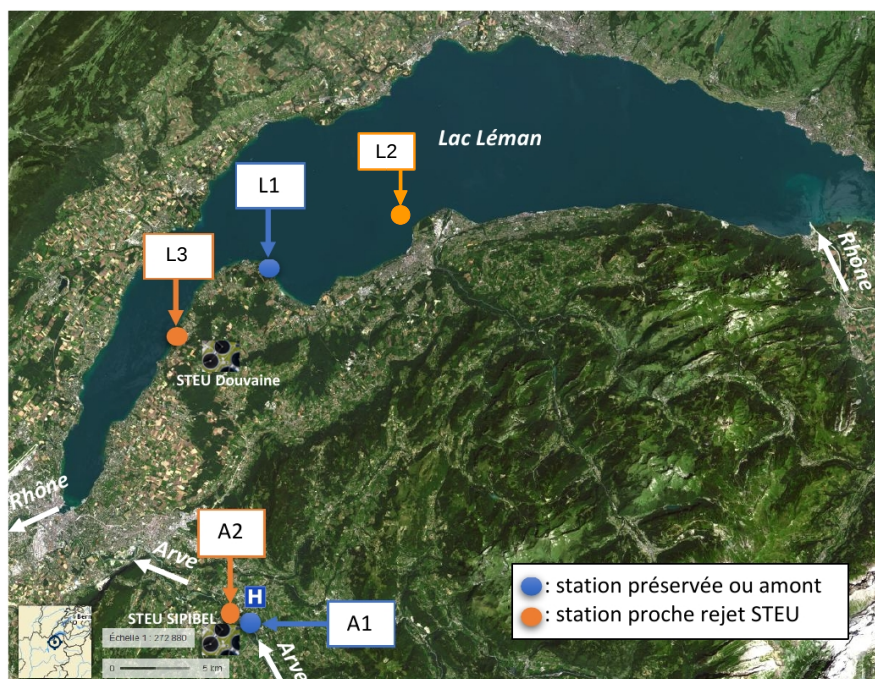 Lac Léman
L2
L1
L3
Rhône
STEU Douvaine
Rhône
A2
Arve
H
STEU SIPIBEL
A1
Arve
: station préservée ou amont
: station proche rejet STEU
Échelle 1 : 272 880
0
5 km